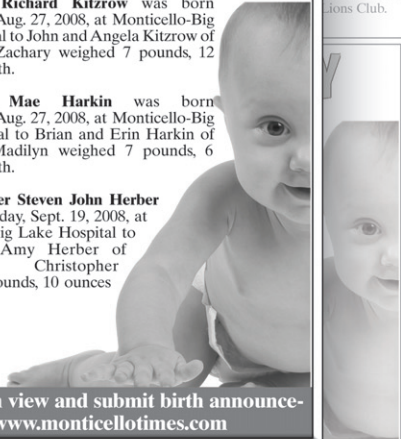 Richard Kitzrow was born
Aug. 27, 2008, at Monticello-Big
al to John and Angela Kitzrow of
Zachary weighed 7 pounds, 12
th.
Mae Harkin was born
Aug. 27, 2008, at Monticello-Big
al to Brian and Erin Harkin of
Madilyn weighed 7 pounds, 6
th.
er Steven John Herber
day, Sept. 19, 2008, at
ig Lake Hospital to
Amy Herber of
Christopher
ounds, 10 ounces
view and submit birth announce-
www.monticellotimes.com
Lions Club.
Y